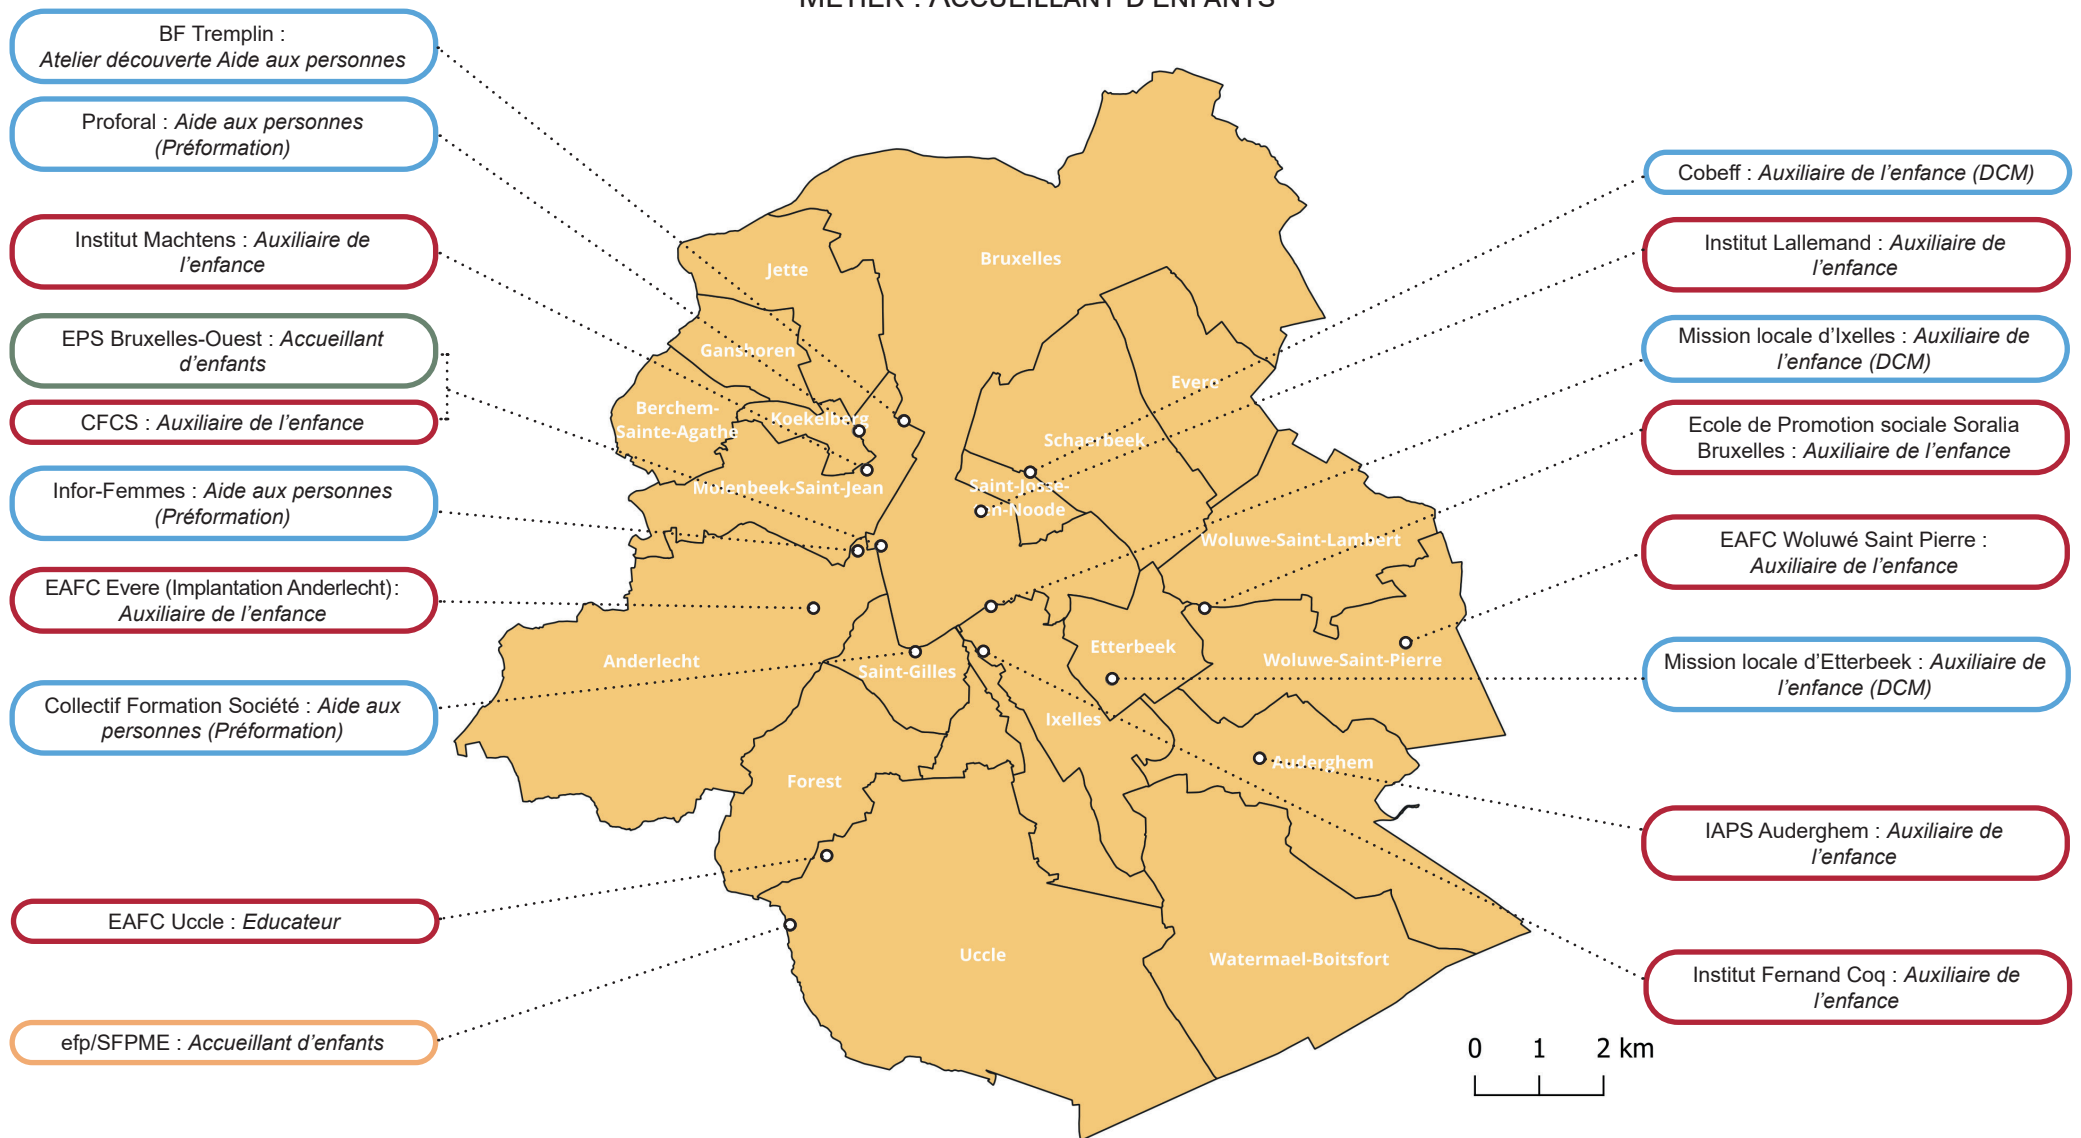 MÉTIER : ACCUEILLANT D'ENFANTS
BF Tremplin :
Atelier découverte Aide aux personnes
Proforal : Aide aux personnes
(Préformation)
Institut Machtens : Auxiliaire de
l'enfance
EPS Bruxelles-Ouest : Accueillant
d'enfants
CFCS : Auxiliaire de l'enfance
Infor-Femmes : Aide aux personnes
(Préformation)
EAFC Evere (Implantation Anderlecht):
Auxiliaire de l'enfance
Collectif Formation Société : Aide aux
personnes (Préformation)
EAFC Uccle : Educateur
efp/SFPME : Accueillant d'enfants
Bruxelles
Jette
Ganshoren
Evere
Berchem-
Sainte-Agathe
Koekelberg
Schaerbeek
Molenbeek-Saint-Jean
Saint-Josse-
en-Noode
Woluwe-Saint-Lambert
Etterbeek
Anderlecht
Woluwe-Saint-Pierre
Saint-Gilles
Ixelles
Auderghem
Forest
Uccle
Watermael-Boitsfort
Cobeff : Auxiliaire de l'enfance (DCM)
Institut Lallemand : Auxiliaire de
l'enfance
Mission locale d'Ixelles : Auxiliaire de
l'enfance (DCM)
Ecole de Promotion sociale Soralia
Bruxelles : Auxiliaire de l'enfance
EAFC Woluwé Saint Pierre :
Auxiliaire de l'enfance
Mission locale d'Etterbeek : Auxiliaire de
l'enfance (DCM)
IAPS Auderghem : Auxiliaire de
l'enfance
Institut Fernand Coq : Auxiliaire de
l'enfance
0 1 2 km